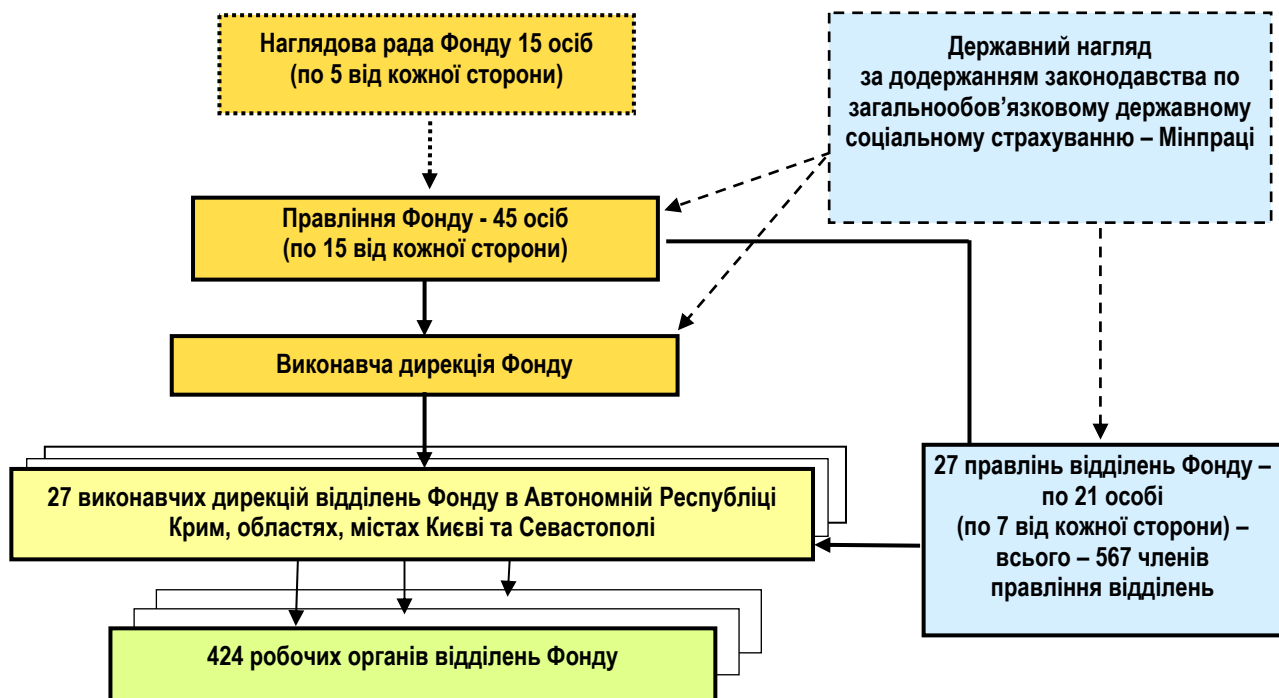 Наглядова рада Фонду 15 осіб
(по 5 від кожної сторони)
Державний нагляд
за додержанням законодавства по
загальнообов’язковому державному
соціальному страхуванню – Мінпраці
Правління Фонду - 45 осіб
(по 15 від кожної сторони)
Виконавча дирекція Фонду
27 виконавчих дирекцій відділень Фонду в Автономній Республіці
Крим, областях, містах Києві та Севастополі
27 правлінь відділень Фонду –
по 21 особі
(по 7 від кожної сторони) –
всього – 567 членів
правління відділень
424 робочих органів відділень Фонду